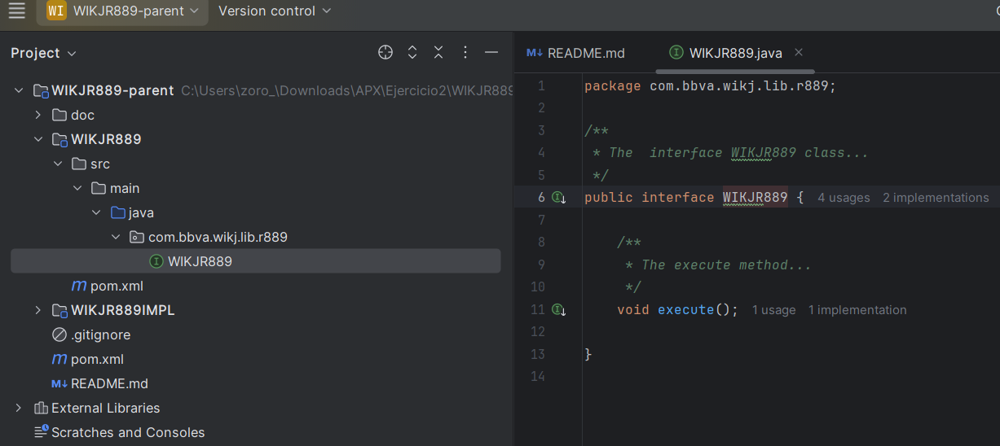 WI WIKJR889-parent Version control
Project
WIKJR889-parent C:\Users\zoro_\Downloads\APX\Ejercicio2\WIKJR889
doc
WIKJR889
src
main
java
com.bbva.wikj.lib.r889
I WIKJR889
m pom.xml
WIKJR889IMPL
.gitignore
m pom.xml
M↓ README.md
External Libraries
Scratches and Consoles
M↓ README.md I WIKJR889.java
1 package com.bbva.wikj.lib.r889;
2
3 /**
4 * The  interface WIKJR889 class...
5 */
6 public interface WIKJR889 { 4 usages 2 implementations
7
8 /**
9 * The execute method...
10 */
11 void execute(); 1 usage 1 implementation
12
13 }
14